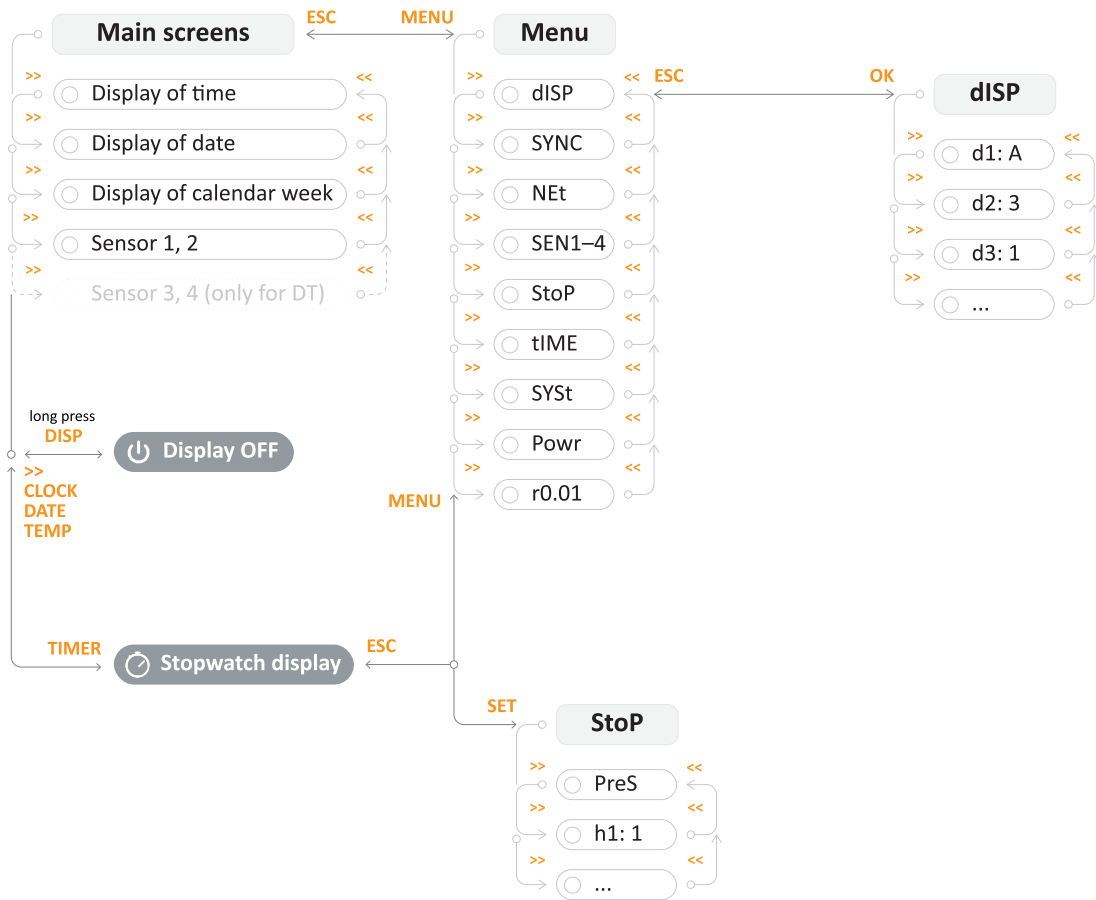 ESC
MENU
Main screens
Menu
>>
<<
Display of time
>>
<<
Display of date
>>
<<
Display of calendar week
>>
<<
Sensor 1, 2
>>
<<
Sensor 3, 4 (only for DT)
>>
<<
dISP
>>
<<
SYNC
>>
<<
NEt
>>
<<
SEN1–4
>>
<<
StoP
>>
<<
tIME
>>
<<
SYSt
>>
<<
Powr
>>
<<
r0.01
ESC
OK
dISP
>>
<<
d1: A
>>
<<
d2: 3
>>
<<
d3: 1
>>
<<
...
long press
DISP
Display OFF
>>
CLOCK
DATE
TEMP
MENU
TIMER
Stopwatch display
ESC
SET
StoP
>>
<<
PreS
>>
<<
h1: 1
>>
<<
...